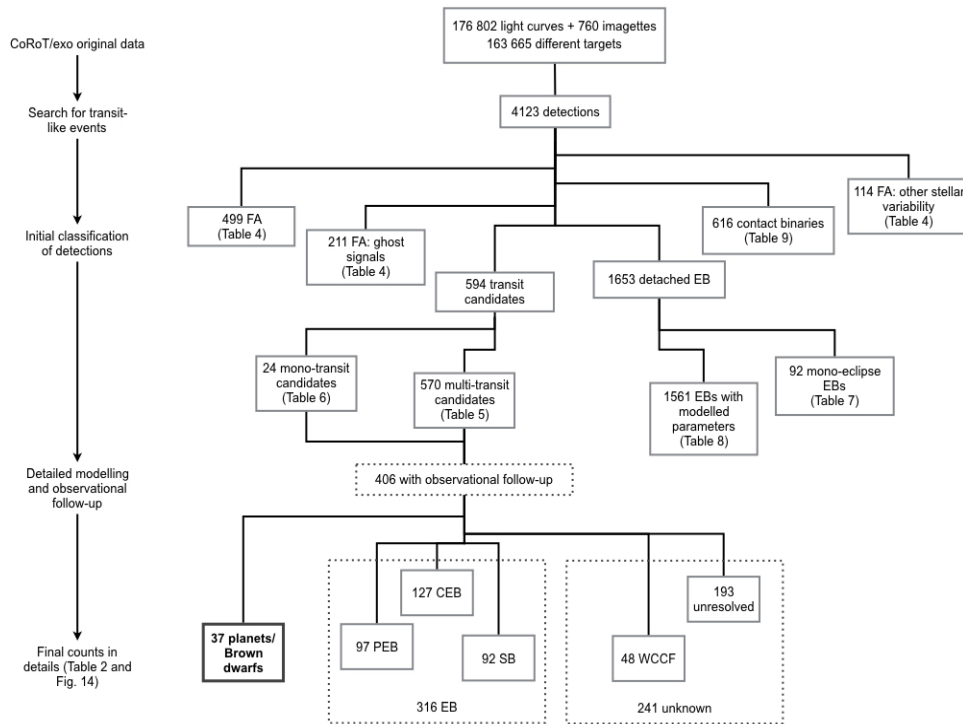 176 802 light curves + 760 imagettes
163 665 different targets
CoRoT/exo original data
Search for transit-
like events
4123 detections
Initial classification
of detections
499 FA
(Table 4)
211 FA: ghost
signals
(Table 4)
616 contact binaries
(Table 9)
114 FA: other stellar
variability
(Table 4)
594 transit
candidates
1653 detached EB
24 mono-transit
candidates
(Table 6)
570 multi-transit
candidates
(Table 5)
1561 EBs with
modelled
parameters
(Table 8)
92 mono-eclipse
EBs
(Table 7)
Detailed modelling
and observational
follow-up
406 with observational follow-up
127 CEB
193
unresolved
37 planets/
Brown
dwarfs
97 PEB
92 SB
48 WCCF
Final counts in
details (Table 2 and
Fig. 14)
316 EB
241 unknown